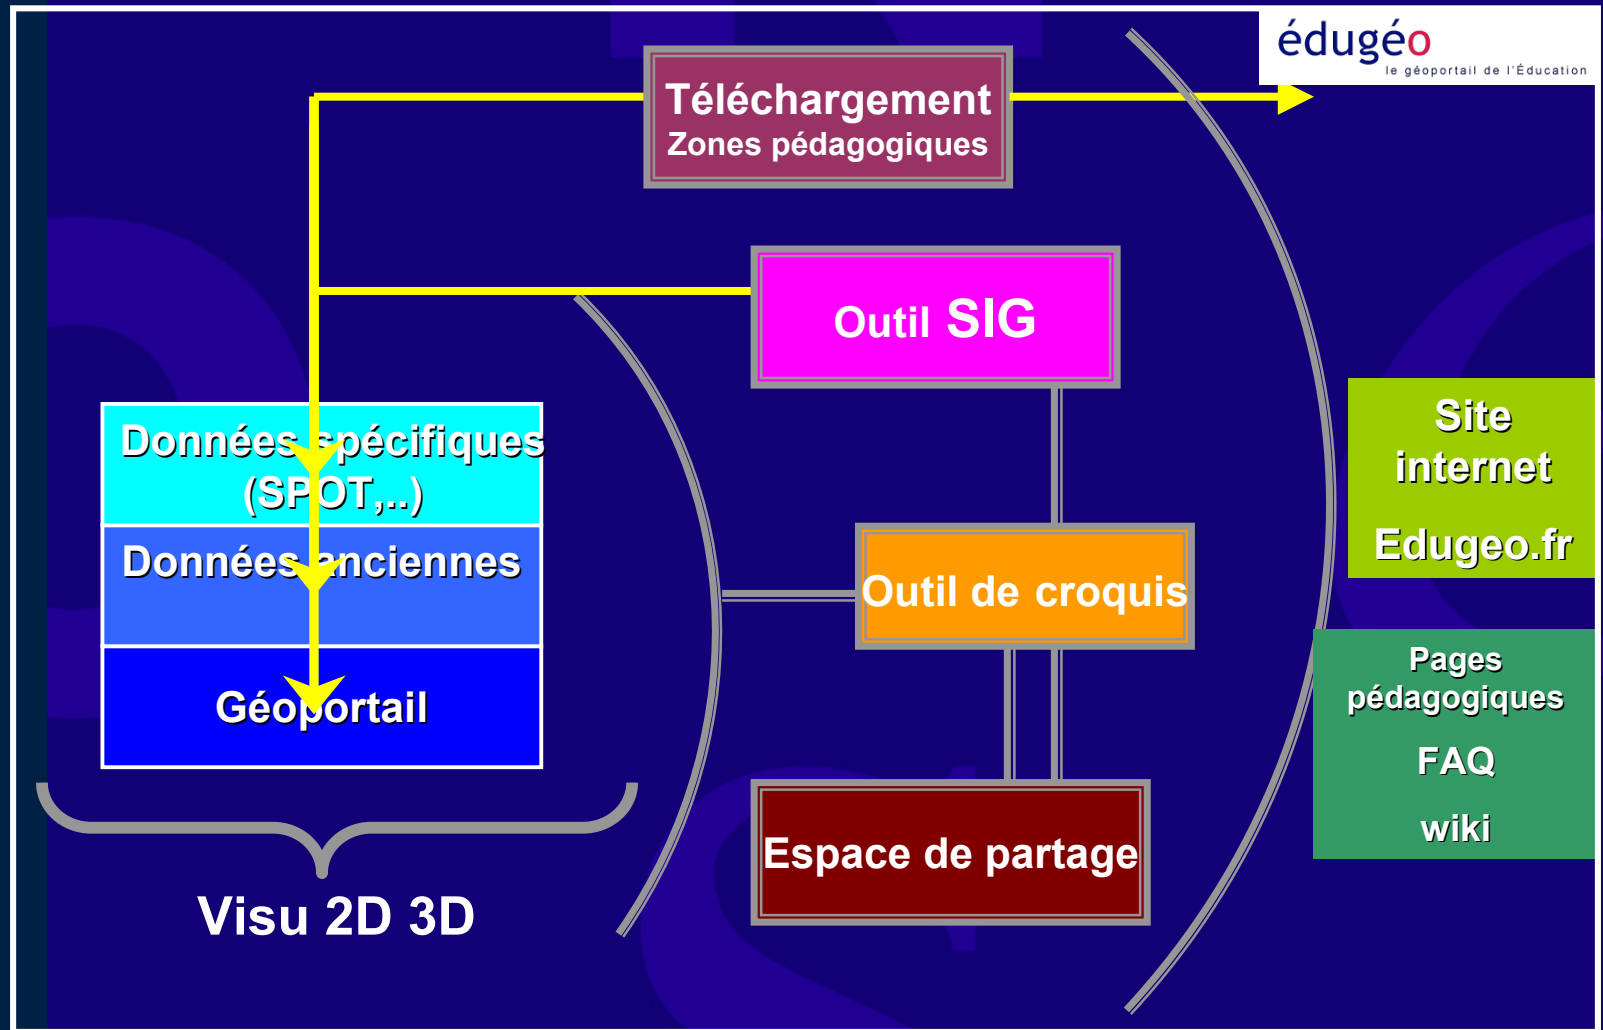 édugéo
le géoportail de l'Éducation
Téléchargement
Zones pédagogiques
Outil SIG
Données spécifiques
(SPOT,..)
Données anciennes
Géoportail
Visu 2D 3D
Outil de croquis
Espace de partage
Site
internet
Edugeo.fr
Pages
pédagogiques
FAQ
wiki